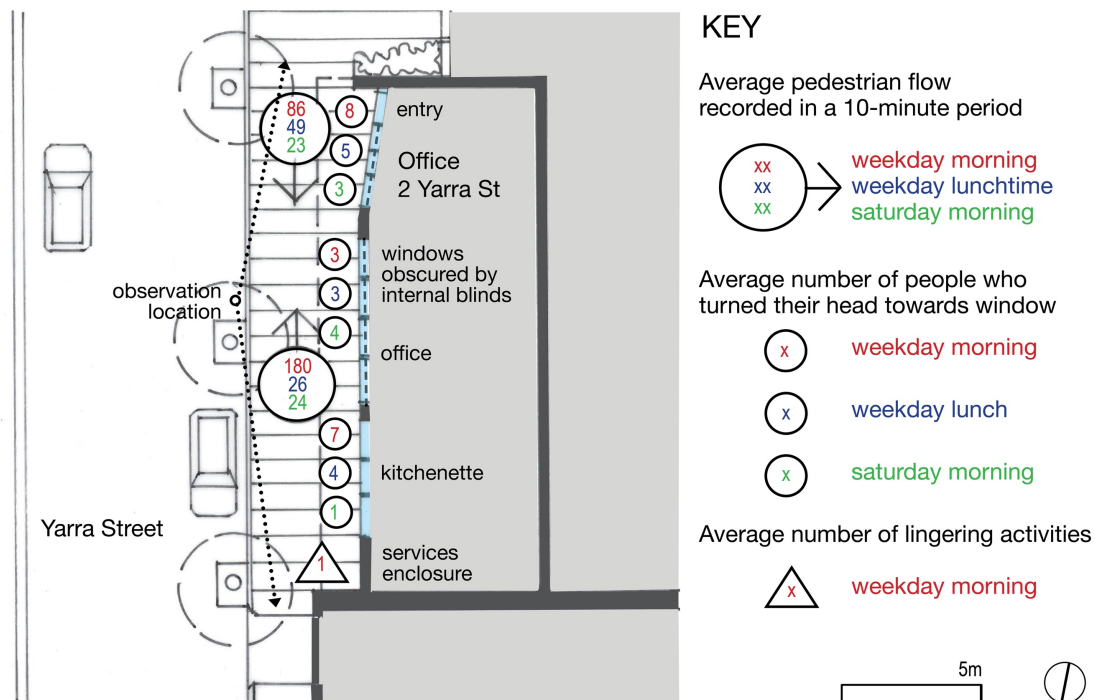 86
49
23
8
5
3
entry
Office
2 Yarra St
3
3
4
windows
obscured by
internal blinds
observation
location
office
180
26
24
7
4
1
kitchenette
Yarra Street
1
services
enclosure
KEY
Average pedestrian flow
recorded in a 10-minute period
xx
xx
xx
weekday morning
weekday lunchtime
saturday morning
Average number of people who
turned their head towards window
x
weekday morning
x
weekday lunch
x
saturday morning
Average number of lingering activities
x
weekday morning
5m